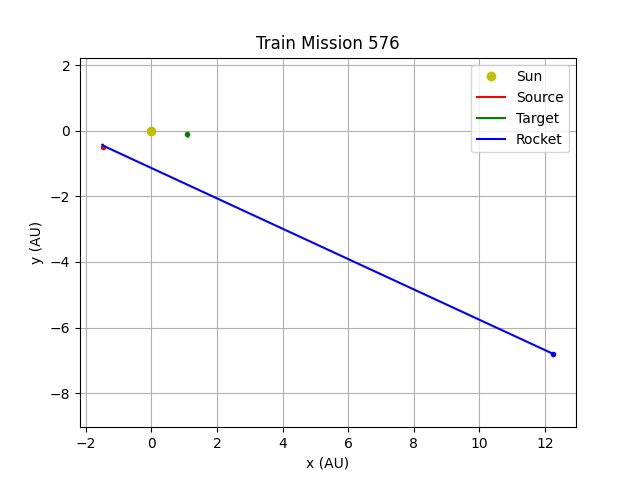 Train Mission 576
Sun
Source
Target
Rocket
2
0
−2
−4
−6
−8
y (AU)
−2
0
2
4
6
8
10
12
x (AU)